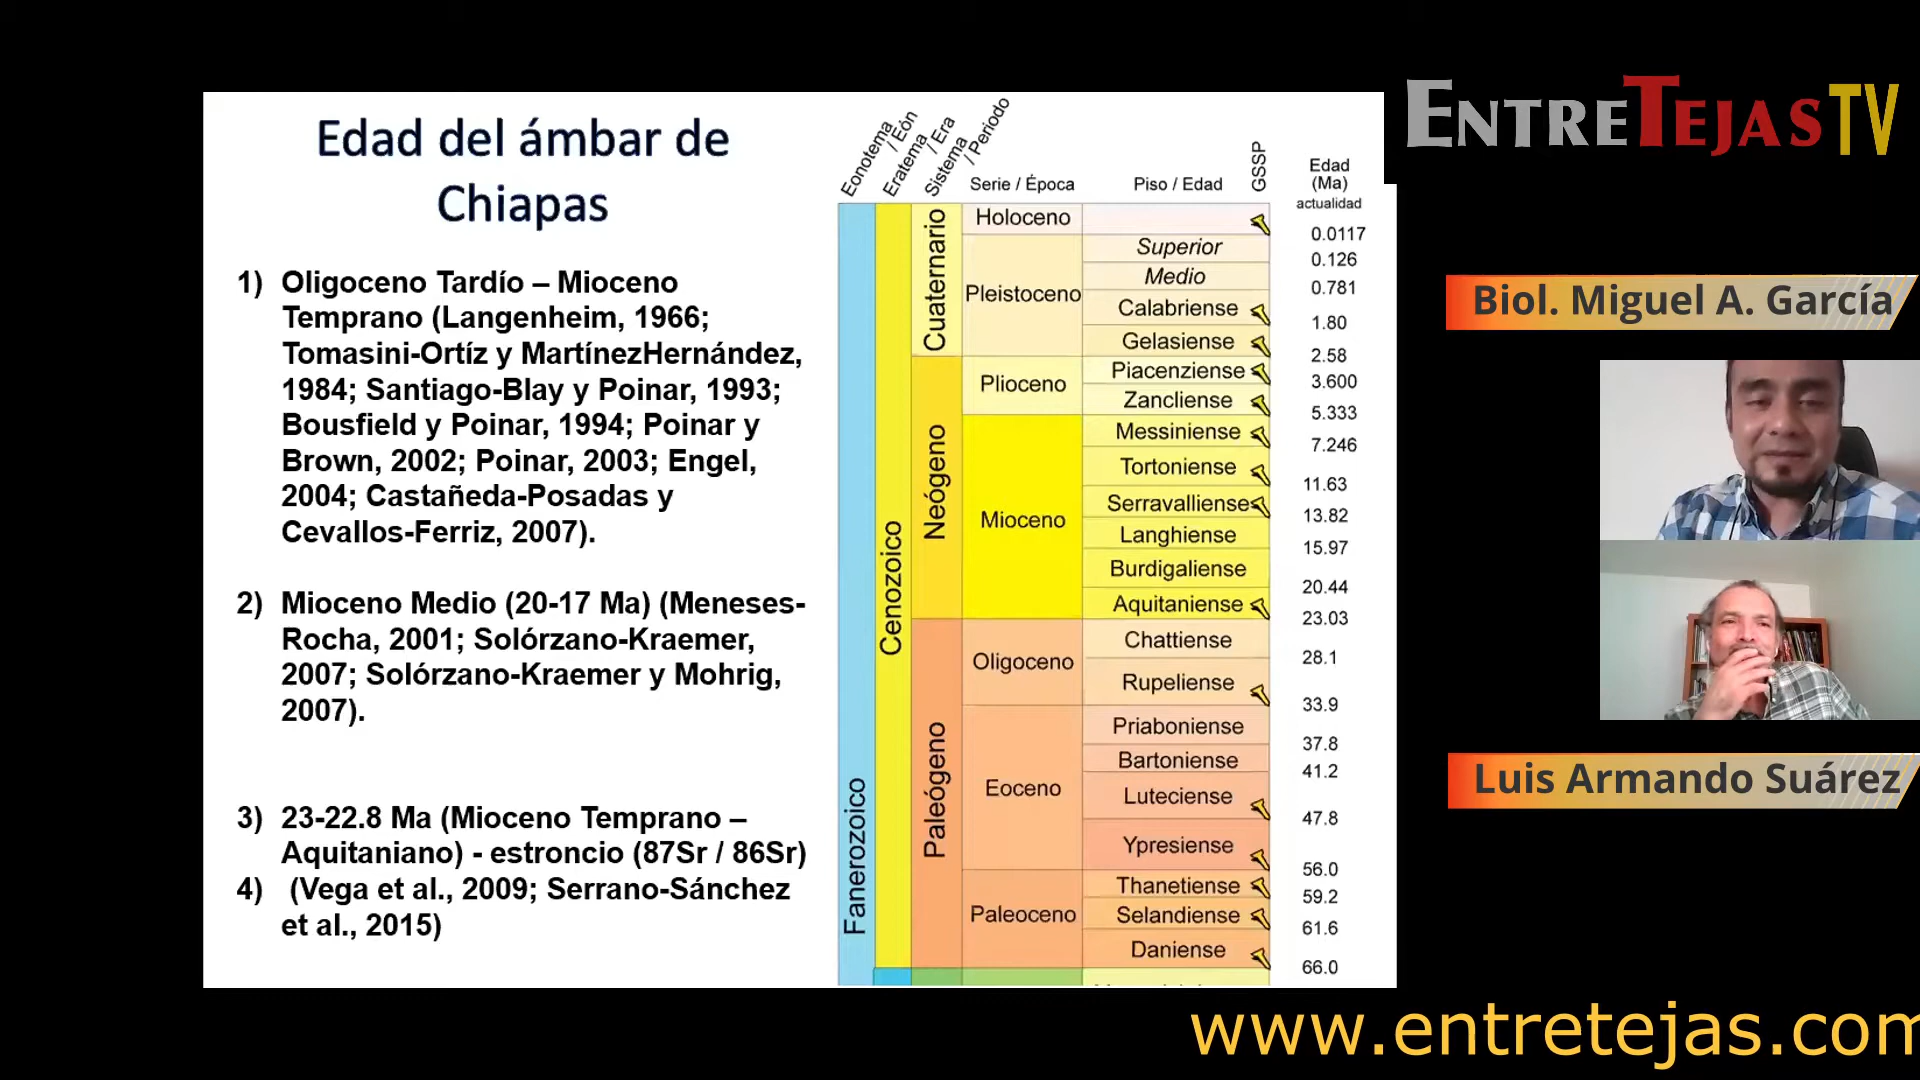 ENTRETEJASTV
Edad del ámbar de
Chiapas
1) Oligoceno Tardío – Mioceno
Temprano (Langenheim, 1966;
Tomasini-Ortíz y MartínezHernández,
1984; Santiago-Blay y Poinar, 1993;
Bousfield y Poinar, 1994; Poinar y
Brown, 2002; Poinar, 2003; Engel,
2004; Castañeda-Posadas y
Cevallos-Ferriz, 2007).
2) Mioceno Medio (20-17 Ma) (Meneses-
Rocha, 2001; Solórzano-Kraemer,
2007; Solórzano-Kraemer y Mohrig,
2007).
3) 23-22.8 Ma (Mioceno Temprano –
Aquitaniano) - estroncio (87Sr / 86Sr)
4) (Vega et al., 2009; Serrano-Sánchez
et al., 2015)
Eonotema / Eón
Eratema / Era
Sistema / Periodo
Serie / Época
Piso / Edad
GSSP
Edad
(Ma)
actualidad
Fanerozoico
Cenozoico
Cuaternario
Neógeno
Paleógeno
Holoceno
Pleistoceno
Plioceno
Mioceno
Oligoceno
Eoceno
Paleoceno
Superior
Medio
Calabriense
Gelasiense
Piacenziense
Zancliense
Messiniense
Tortoniense
Serravalliense
Langhiense
Burdigaliense
Aquitaniense
Chattiense
Rupeliense
Priaboniense
Bartoniense
Luteciense
Ypresiense
Thanetiense
Selandiense
Daniense
0.0117
0.126
0.781
1.80
2.58
3.600
5.333
7.246
11.63
13.82
15.97
20.44
23.03
28.1
33.9
37.8
41.2
47.8
56.0
59.2
61.6
66.0
Biol. Miguel A. García
Luis Armando Suárez
www.entretejas.com